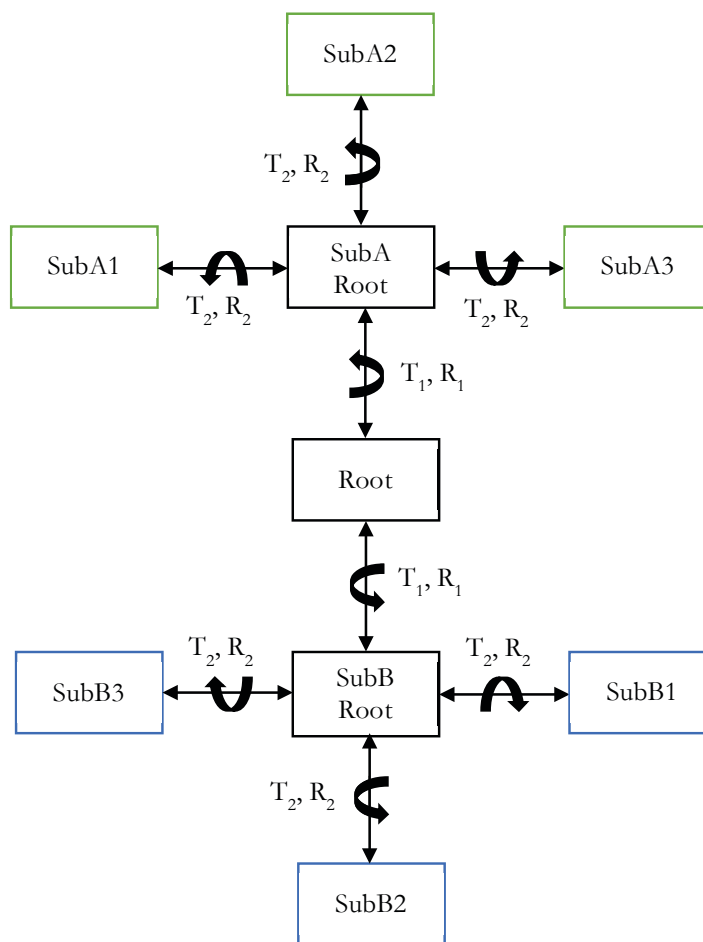 SubA2
T₂, R₂
SubA1
SubA
Root
SubA3
T₂, R₂
T₂, R₂
T₁, R₁
Root
T₁, R₁
T₂, R₂
T₂, R₂
SubB3
SubB
Root
SubB1
T₂, R₂
SubB2